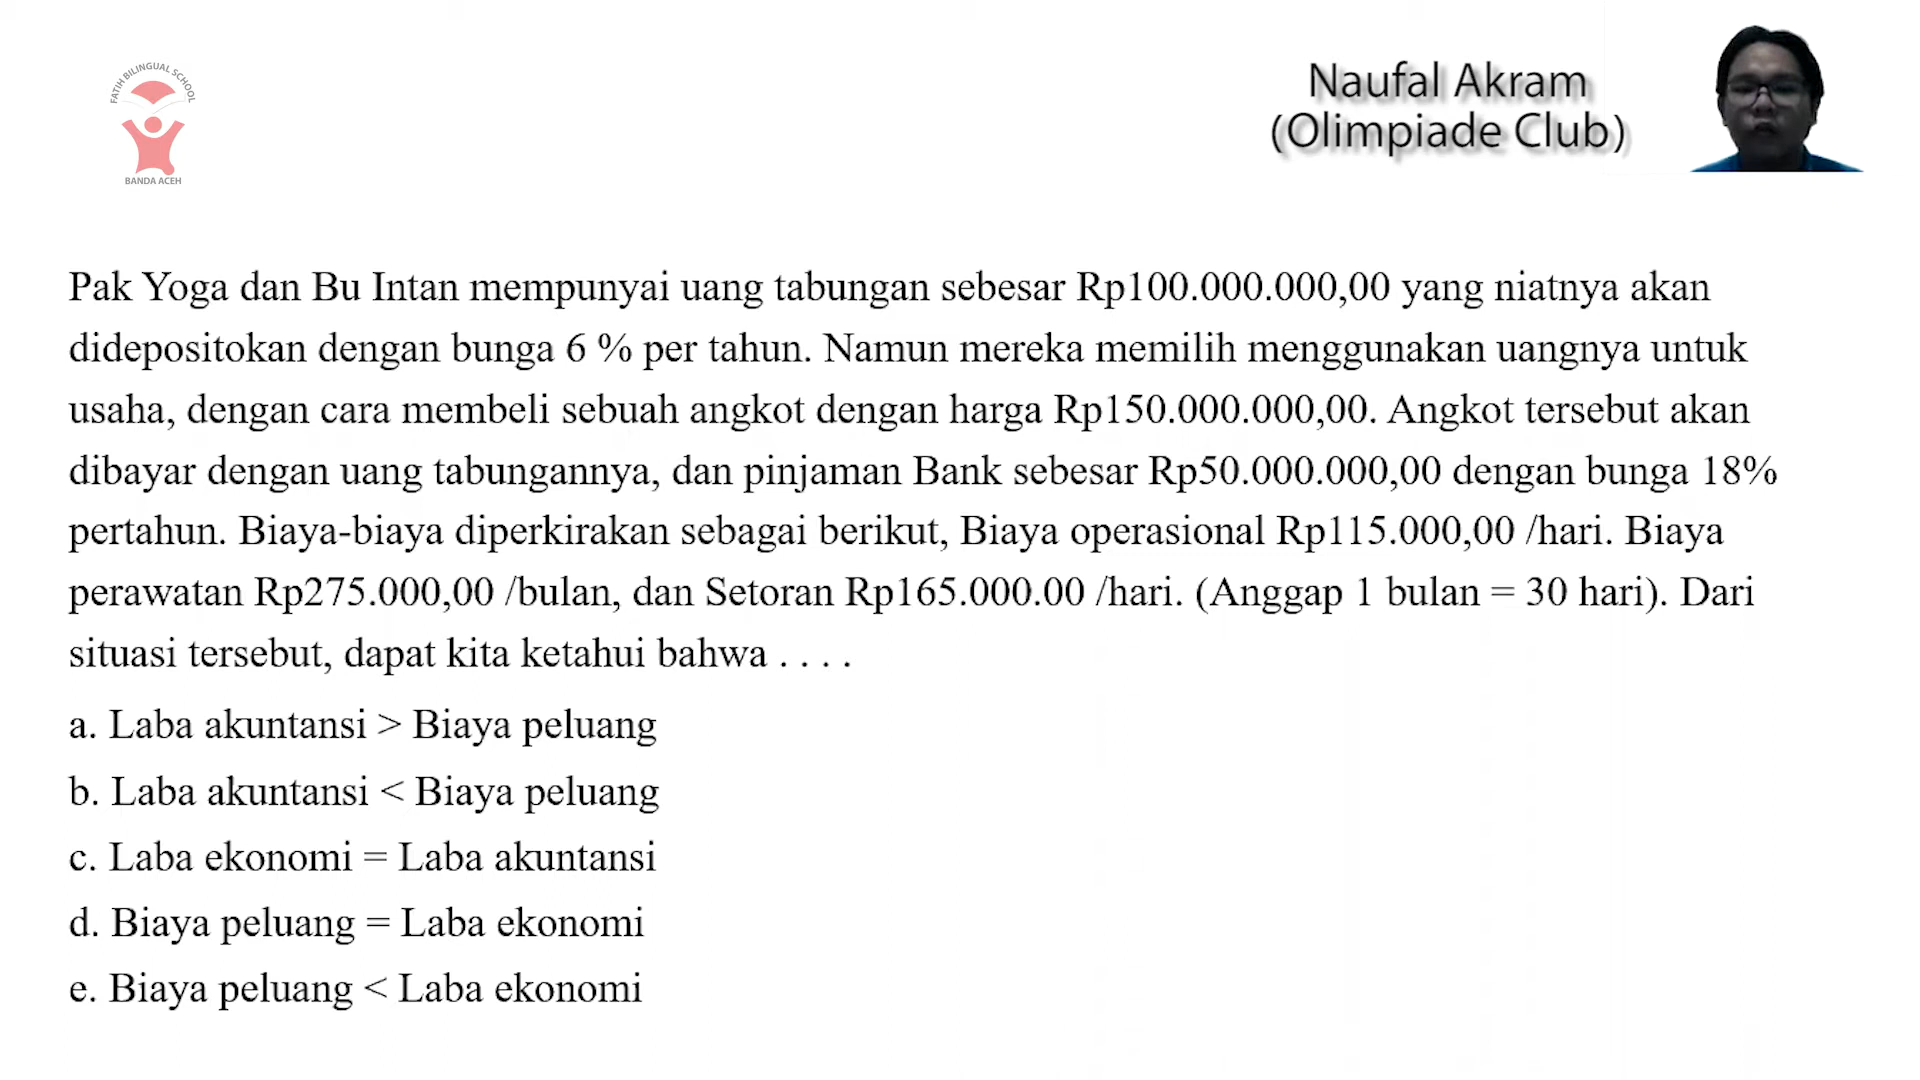 FATIH BILINGUAL SCHOOL
BANDA ACEH
Naufal Akram
(Olimpiade Club)
Pak Yoga dan Bu Intan mempunyai uang tabungan sebesar Rp100.000.000,00 yang niatnya akan
didepositokan dengan bunga 6 % per tahun. Namun mereka memilih menggunakan uangnya untuk
usaha, dengan cara membeli sebuah angkot dengan harga Rp150.000.000,00. Angkot tersebut akan
dibayar dengan uang tabungannya, dan pinjaman Bank sebesar Rp50.000.000,00 dengan bunga 18%
pertahun. Biaya-biaya diperkirakan sebagai berikut, Biaya operasional Rp115.000,00 /hari. Biaya
perawatan Rp275.000,00 /bulan, dan Setoran Rp165.000.00 /hari. (Anggap 1 bulan = 30 hari). Dari
situasi tersebut, dapat kita ketahui bahwa . . . .
a. Laba akuntansi > Biaya peluang
b. Laba akuntansi < Biaya peluang
c. Laba ekonomi = Laba akuntansi
d. Biaya peluang = Laba ekonomi
e. Biaya peluang < Laba ekonomi